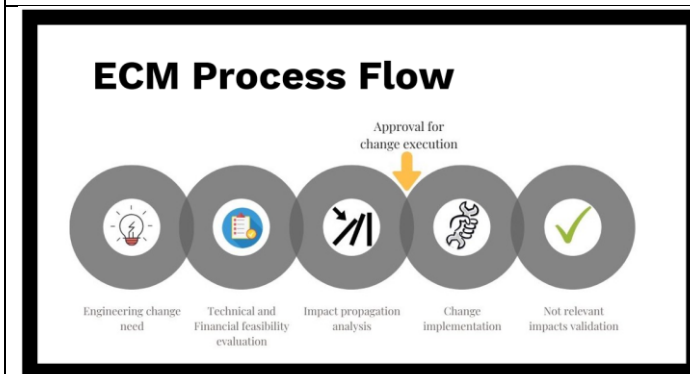 ECM Process Flow
Approval for
change execution
Engineering change
need
Technical and
Financial feasibility
evaluation
Impact propagation
analysis
Change
implementation
Not relevant
impacts validation